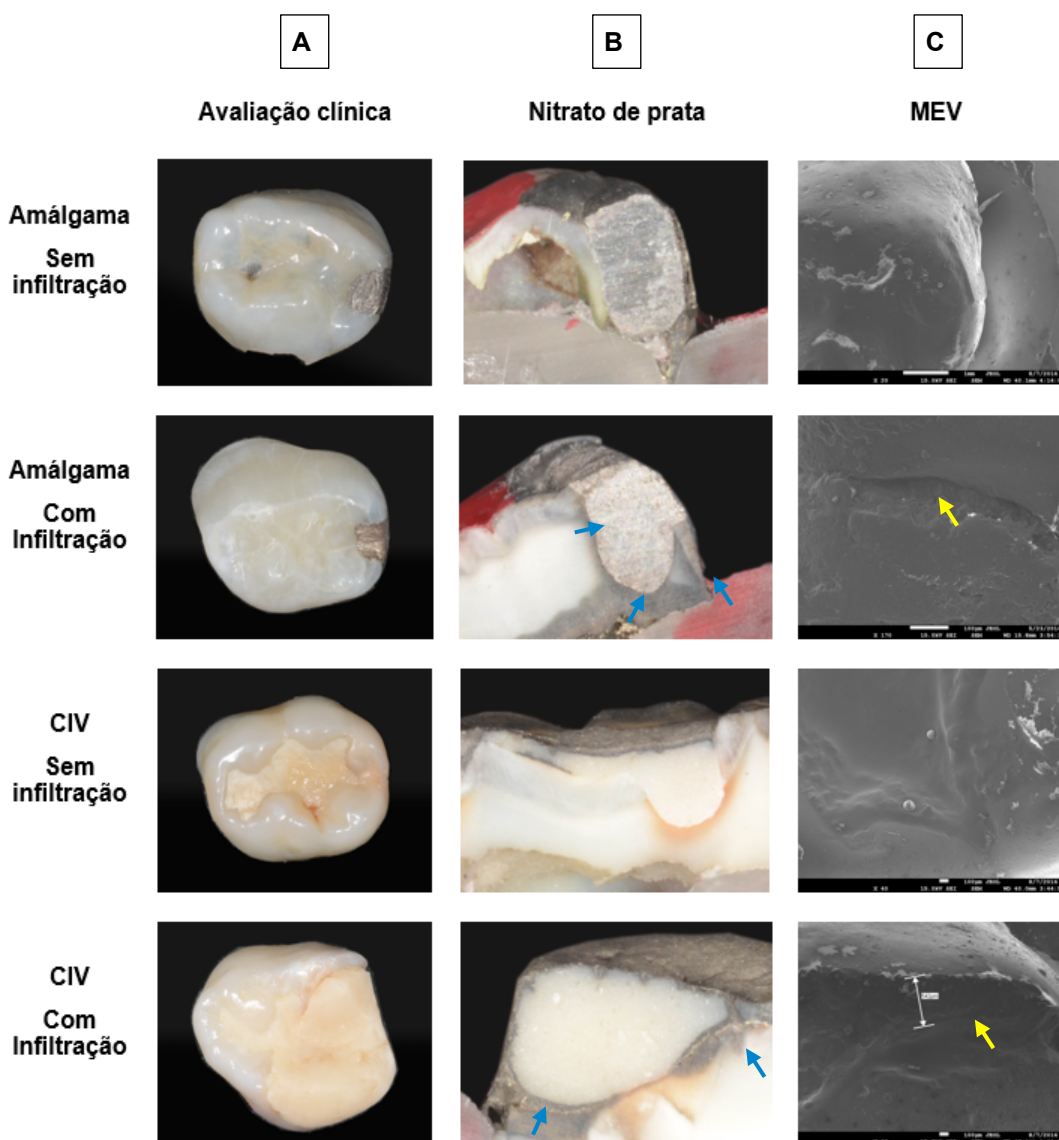 A
B
C
Avaliação clínica
Nitrato de prata
MEV
Amálgama
Sem
infiltração
Amálgama
Com
Infiltração
CIV
Sem
infiltração
CIV
Com
Infiltração